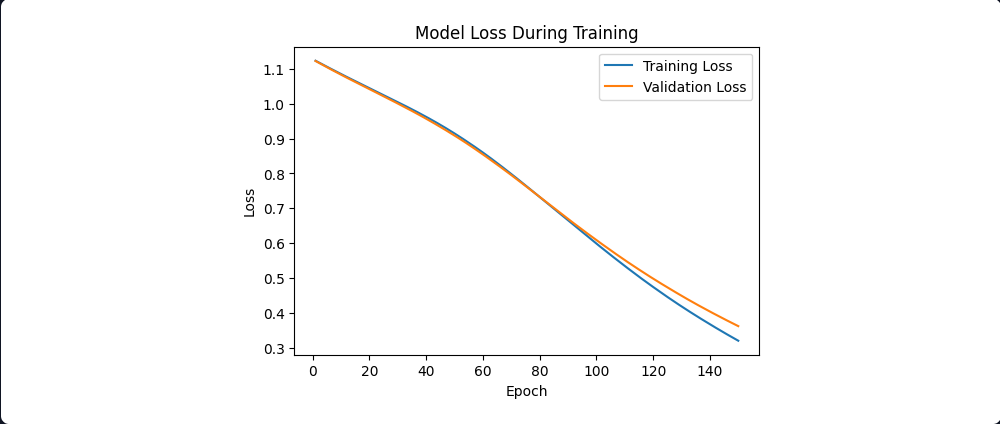 Model Loss During Training
Training Loss
Validation Loss
1.1
1.0
0.9
0.8
0.7
0.6
0.5
0.4
0.3
Loss
0 20 40 60 80 100 120 140
Epoch